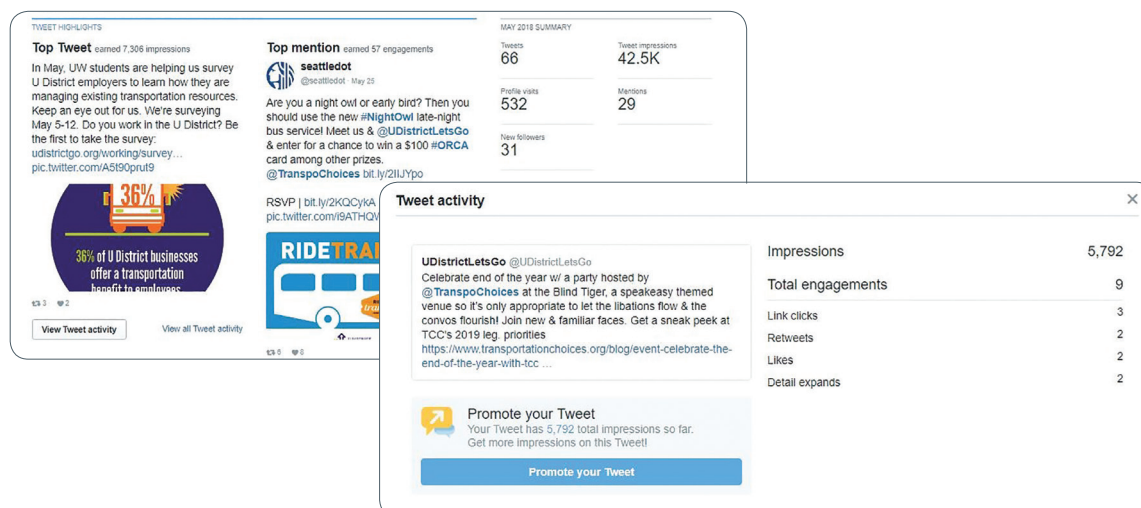 TWEET HIGHLIGHTS
Top Tweet earned 7,306 impressions
In May, UW students are helping us survey
U District employers to learn how they are
managing existing transportation resources.
Keep an eye out for us. We're surveying
May 5-12. Do you work in the U District? Be
the first to take the survey:
udistrictgo.org/working/survey…
pic.twitter.com/A5t90prut9
36%
36% of U District businesses
offer a transportation
benefit to employees
3 2
View Tweet activity
View all Tweet activity
Top mention earned 57 engagements
seattledot
@seattledot · May 25
Are you a night owl or early bird? Then you
should use the new #NightOwl late-night
bus service! Meet us & @UDistrictLetsGo
& enter for a chance to win a $100 #ORCA
card among other prizes.
@TranspoChoices bit.ly/2IIJYpo
RSVP | bit.ly/2KQCykA
pic.twitter.com/i9ATHQ
RIDETRA
6 8
MAY 2018 SUMMARY
Tweets
66
Tweet impressions
42.5K
Profile visits
532
Mentions
29
New followers
31
Tweet activity
×
UDistrictLetsGo @UDistrictLetsGo
Celebrate end of the year w/ a party hosted by
@TranspoChoices at the Blind Tiger, a speakeasy themed
venue so it's only appropriate to let the libations flow & the
convos flourish! Join new & familiar faces. Get a sneak peek at
TCC's 2019 leg. priorities
https://www.transportationchoices.org/blog/event-celebrate-the-
end-of-the-year-with-tcc …
Promote your Tweet
Your Tweet has 5,792 total impressions so far.
Get more impressions on this Tweet!
Promote your Tweet
Impressions 5,792
Total engagements 9
Link clicks 3
Retweets 2
Likes 2
Detail expands 2